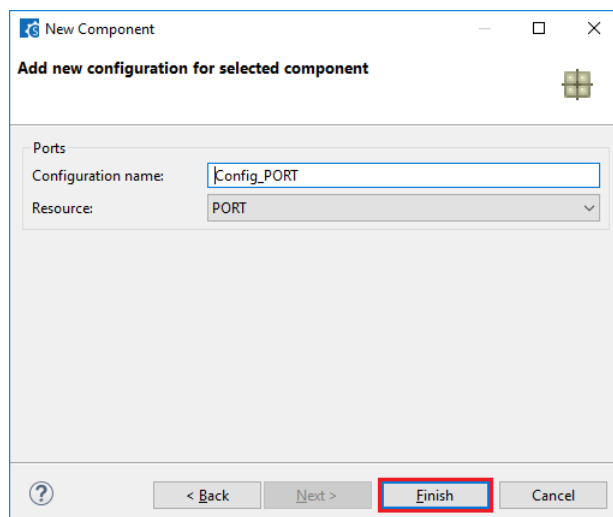 New Component
Add new configuration for selected component
Ports
Configuration name: Config_PORT
Resource: PORT
? < Back Next > Finish Cancel